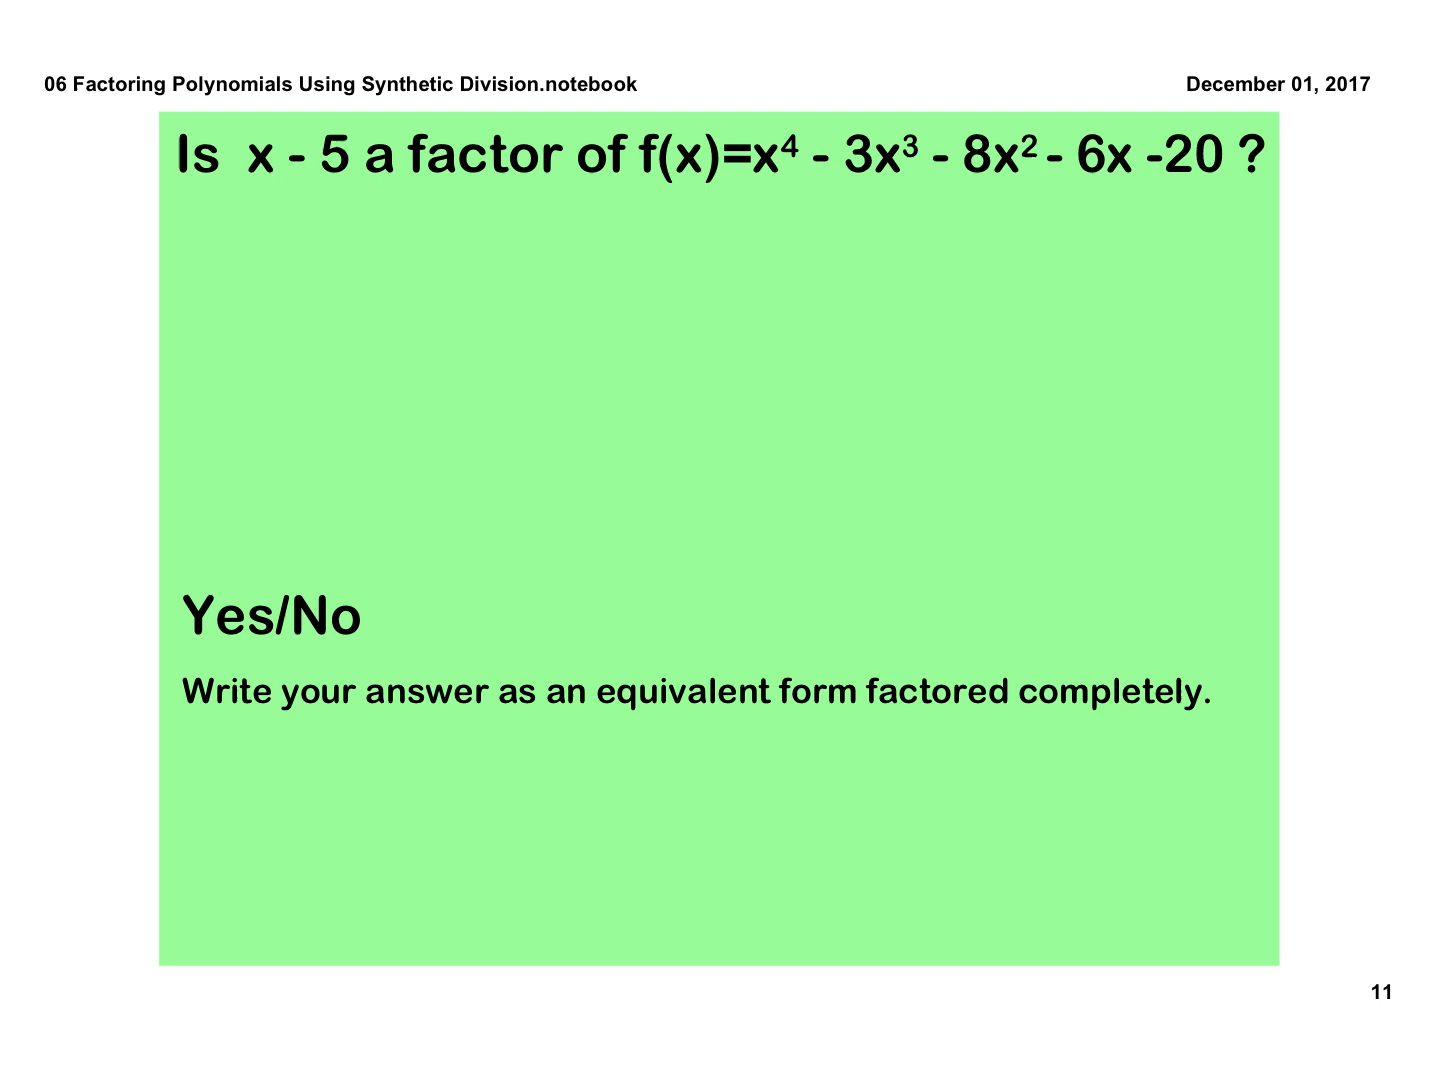 06 Factoring Polynomials Using Synthetic Division.notebook
December 01, 2017
Is x - 5 a factor of f(x)=x⁴ - 3x³ - 8x² - 6x -20 ?
Yes/No
Write your answer as an equivalent form factored completely.
11